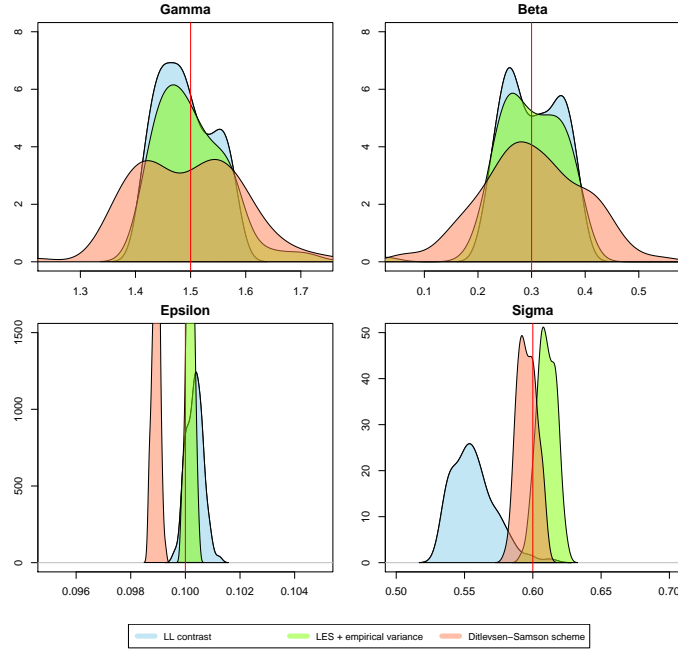 Gamma
Beta
0 2 4 6 8
1.3 1.4 1.5 1.6 1.7
0 2 4 6 8
0.1 0.2 0.3 0.4 0.5
Epsilon
Sigma
0 500 1000 1500
0.096 0.098 0.100 0.102 0.104
0 10 20 30 40 50
0.50 0.55 0.60 0.65 0.70
LL contrast
LES + empirical variance
Ditlevsen−Samson scheme